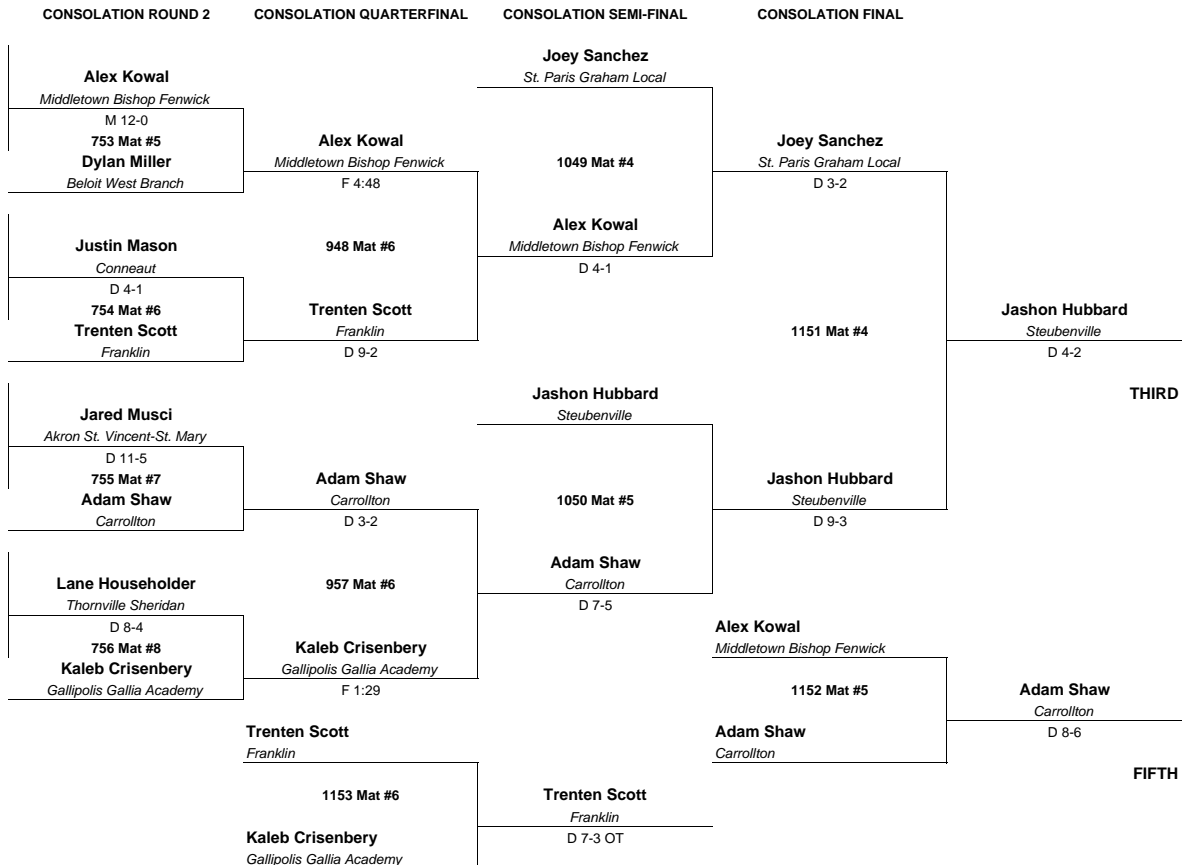 CONSOLATION ROUND 2
CONSOLATION QUARTERFINAL
CONSOLATION SEMI-FINAL
CONSOLATION FINAL
Alex Kowal
Middletown Bishop Fenwick
M 12-0
753 Mat #5
Dylan Miller
Beloit West Branch
Justin Mason
Conneaut
D 4-1
754 Mat #6
Trenten Scott
Franklin
Jared Musci
Akron St. Vincent-St. Mary
D 11-5
755 Mat #7
Adam Shaw
Carrollton
Lane Householder
Thornville Sheridan
D 8-4
756 Mat #8
Kaleb Crisenbery
Gallipolis Gallia Academy
Alex Kowal
Middletown Bishop Fenwick
F 4:48
948 Mat #6
Trenten Scott
Franklin
D 9-2
Adam Shaw
Carrollton
D 3-2
957 Mat #6
Kaleb Crisenbery
Gallipolis Gallia Academy
F 1:29
Trenten Scott
Franklin
1153 Mat #6
Kaleb Crisenbery
Gallipolis Gallia Academy
Joey Sanchez
St. Paris Graham Local
1049 Mat #4
Alex Kowal
Middletown Bishop Fenwick
D 4-1
Jashon Hubbard
Steubenville
1050 Mat #5
Adam Shaw
Carrollton
D 7-5
Trenten Scott
Franklin
D 7-3 OT
Joey Sanchez
St. Paris Graham Local
D 3-2
1151 Mat #4
Jashon Hubbard
Steubenville
D 9-3
Alex Kowal
Middletown Bishop Fenwick
1152 Mat #5
Adam Shaw
Carrollton
Jashon Hubbard
Steubenville
D 4-2
THIRD
Adam Shaw
Carrollton
D 8-6
FIFTH